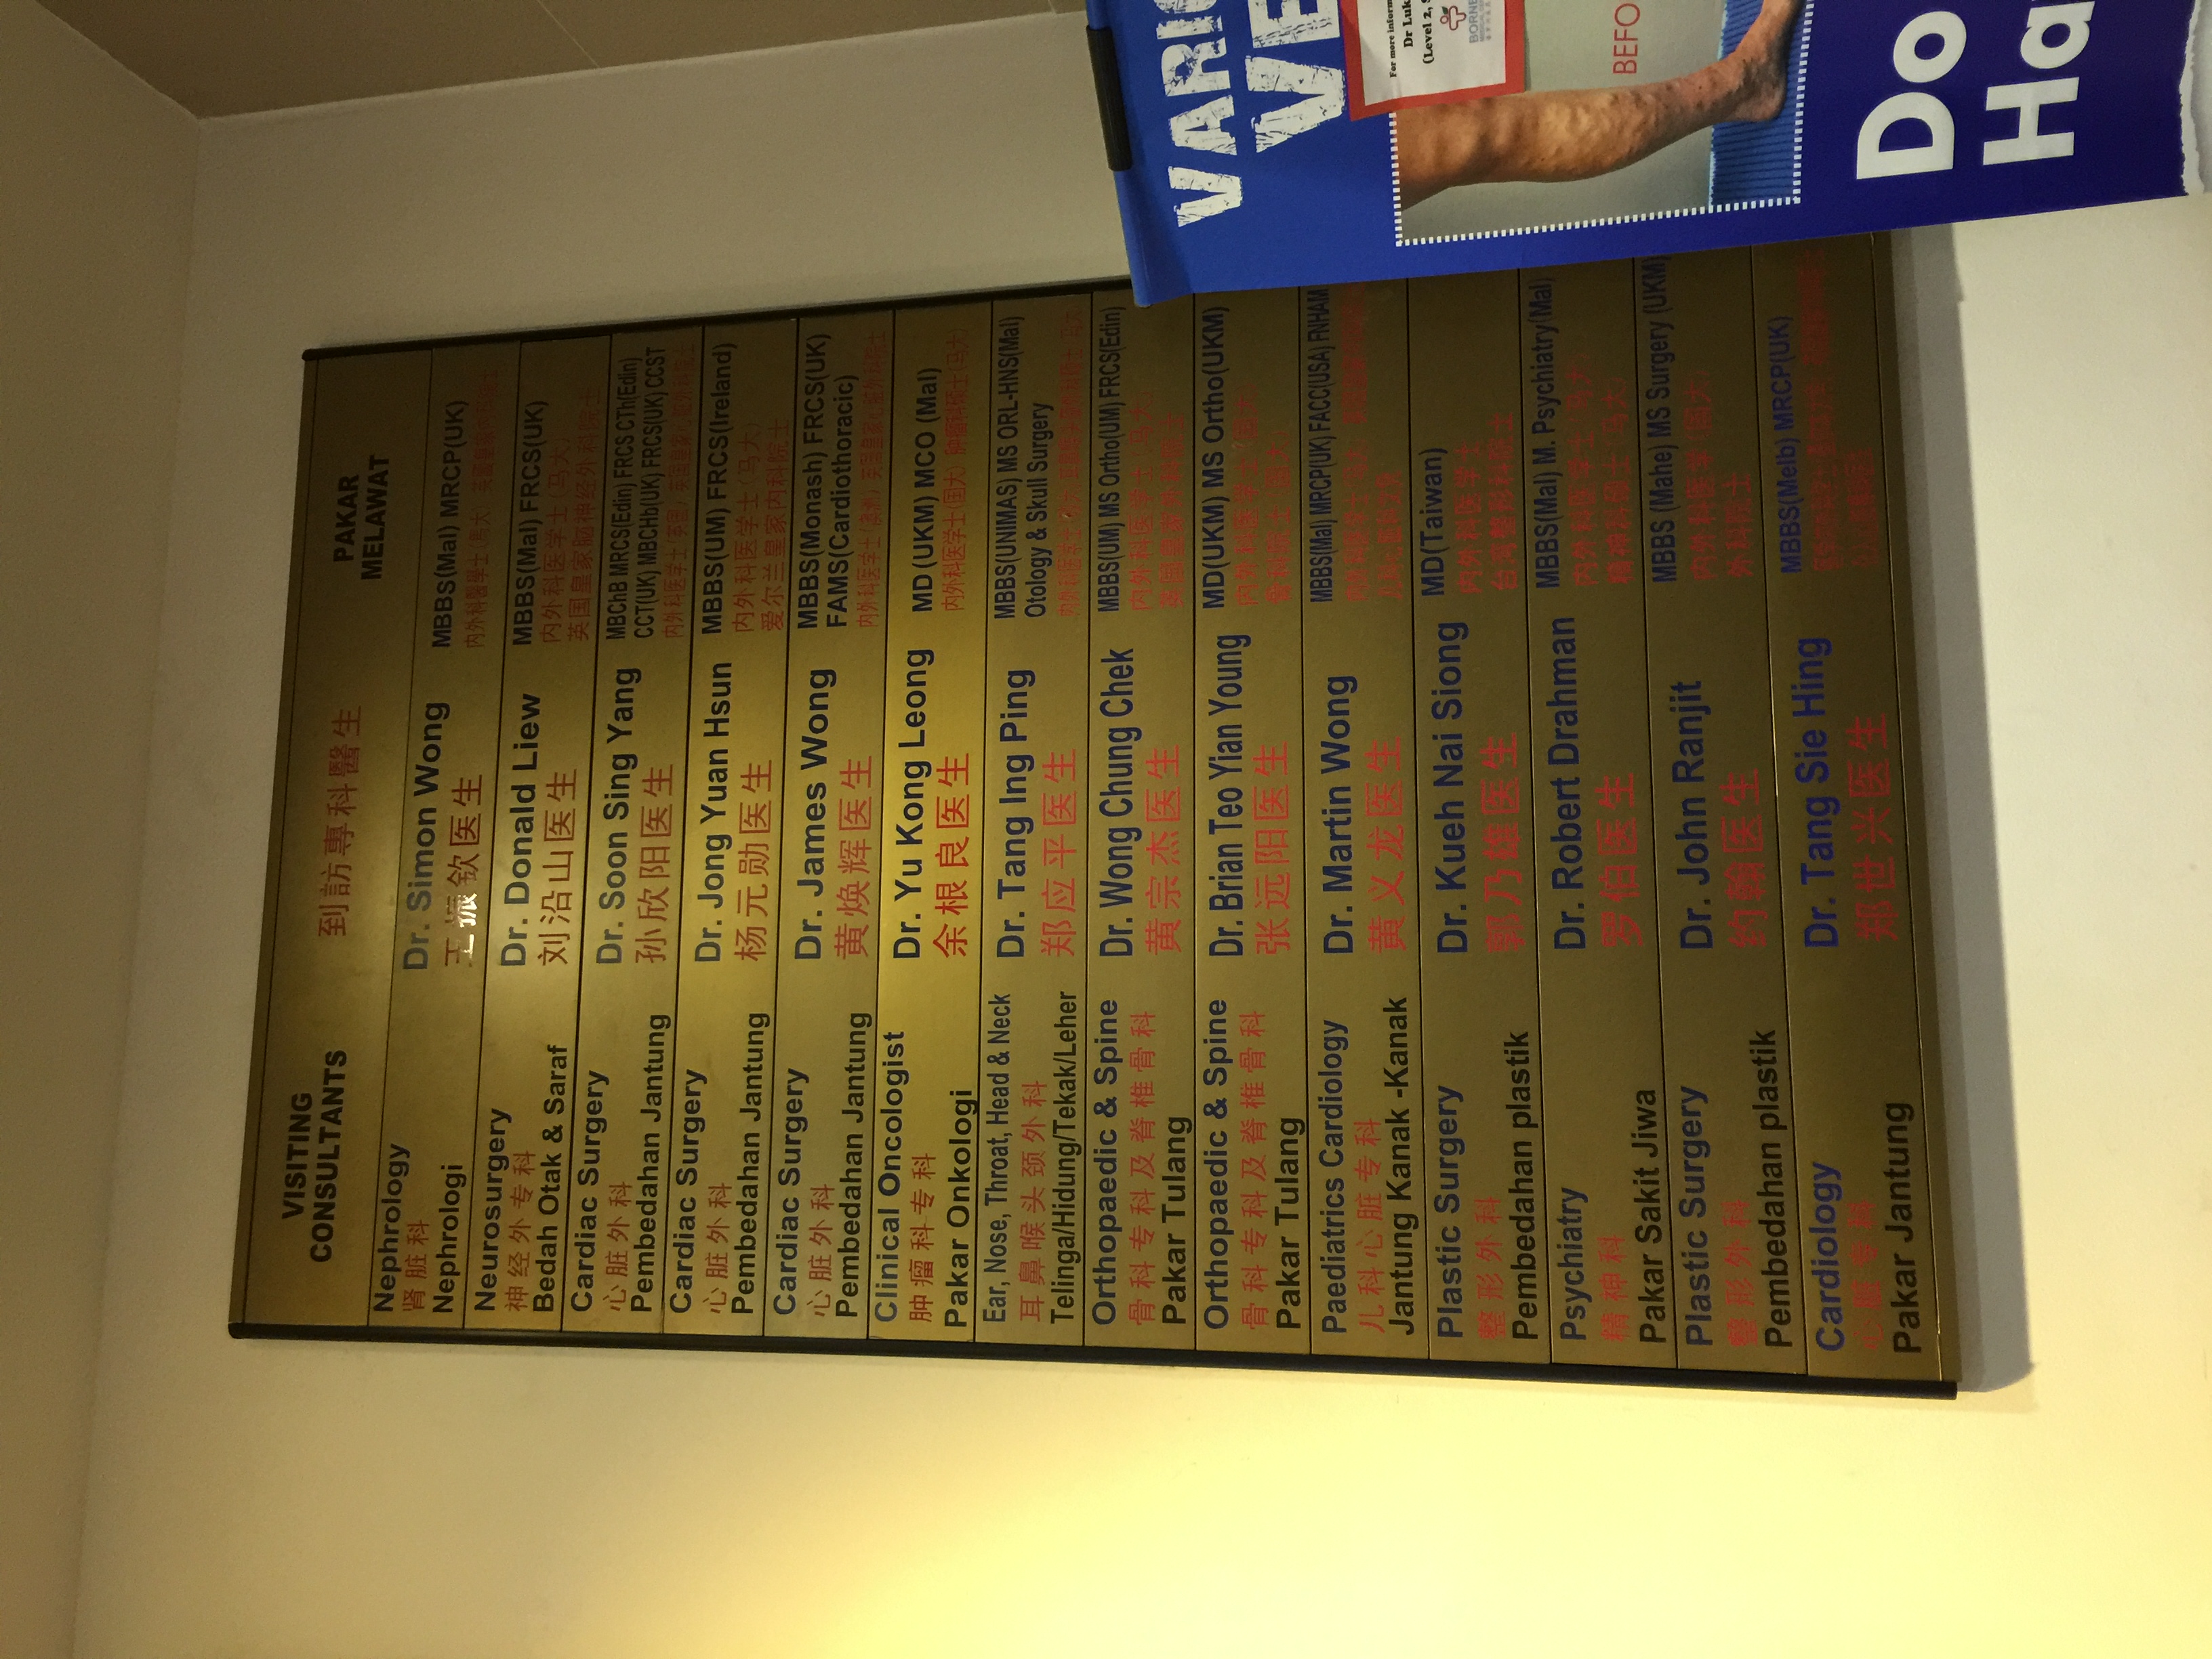 VISITING
CONSULTANTS
到訪專科醫生
PAKAR
MELAWAT
Nephrology
肾脏科
Nephrologi
Dr. Simon Wong
王振钦医生
MBBS(Mal) MRCP(UK)
内外科醫學士(馬大)
Neurosurgery
神经外专科
Bedah Otak & Saraf
Dr. Donald Liew
刘沿山医生
MBBS(Mal) FRCS(UK)
内外科医学士(马大)
英国皇家脑神经外科院士
Cardiac Surgery
心脏外科
Pembedahan Jantung
Dr. Soon Sing Yang
孙欣阳医生
MBChB MRCS(Edin) FRCS CTh(Edin)
CCT(UK) MBCHb(UK) FRCS(UK) CCST
内外科医学士(英国) 英国皇家心脏外科院士
Cardiac Surgery
心脏外科
Pembedahan Jantung
Dr. Jong Yuan Hsun
杨元勋医生
MBBS(UM) FRCS(Ireland)
内外科医学士(马大)
爱尔兰皇家内科院士
Cardiac Surgery
心脏外科
Pembedahan Jantung
Dr. James Wong
黄焕辉医生
MBBS(Monash) FRCS(UK)
FAMS(Cardiothoracic)
内外科医学士(澳洲) 英国皇家心脏外科院士
Clinical Oncologist
肿瘤科专科
Pakar Onkologi
Dr. Yu Kong Leong
余根良医生
MD (UKM) MCO (Mal)
内外科医学士(国大) 肿瘤科硕士(马大)
Ear, Nose, Throat, Head & Neck
耳鼻喉头颈外科
Telinga/Hidung/Tekak/Leher
Dr. Tang Ing Ping
郑应平医生
MBBS(UNIMAS) MS ORL-HNS(Mal)
Otology & Skull Surgery
内外科医学士
Orthopaedic & Spine
骨科专科及脊椎骨科
Pakar Tulang
Dr. Wong Chung Chek
黄宗杰医生
MBBS(UM) MS Ortho(UM) FRCS(Edin)
内外科医学士(马大)
英国皇家外科院士
Orthopaedic & Spine
骨科专科及脊椎骨科
Pakar Tulang
Dr. Brian Teo Yian Young
张远阳医生
MD(UKM) MS Ortho(UKM)
内外科医学士(国大)
骨科院士(国大)
Paediatrics Cardiology
儿科心脏专科
Jantung Kanak -Kanak
Dr. Martin Wong
黄义龙医生
MBBS(Mal) MRCP(UK) FACC(USA) FNHAM
Plastic Surgery
整形外科
Pembedahan plastik
Dr. Kueh Nai Siong
郭乃雄医生
MD(Taiwan)
内外科医学士
台湾整形科院士
Psychiatry
精神科
Pakar Sakit Jiwa
Dr. Robert Drahman
罗伯医生
MBBS(Mal) M. Psychiatry(Mal)
内外科医学士(马大)
精神科硕士(马大)
Plastic Surgery
整形外科
Pembedahan plastik
Dr. John Ranjit
约翰医生
MBBS (Mahe) MS Surgery (UKM)
内外科医学(国大)
外科院士
Cardiology
心脏专科
Pakar Jantung
Dr. Tang Sie Hing
郑世兴医生
MBBS(Melb) MRCP(UK)
For more
Dr
(Level 2,
Do